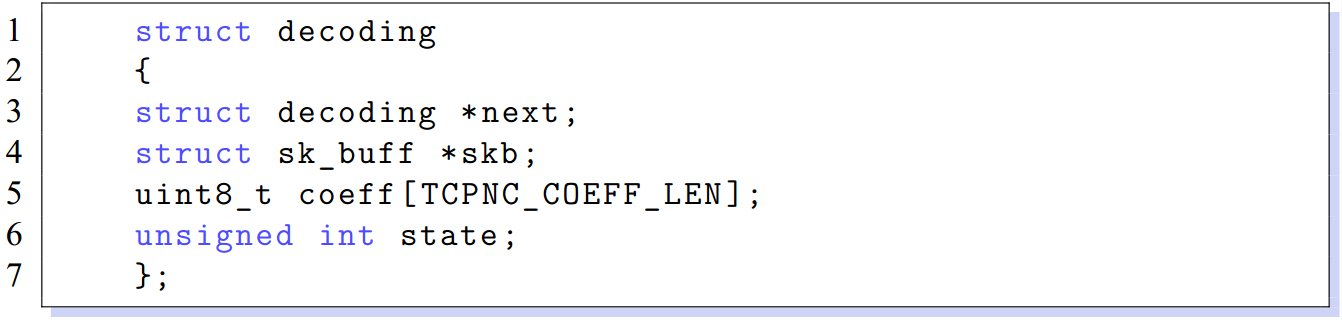 1 struct decoding
2 {
3 struct decoding *next;
4 struct sk_buff *skb;
5 uint8_t coeff[TCPNC_COEFF_LEN];
6 unsigned int state;
7 };